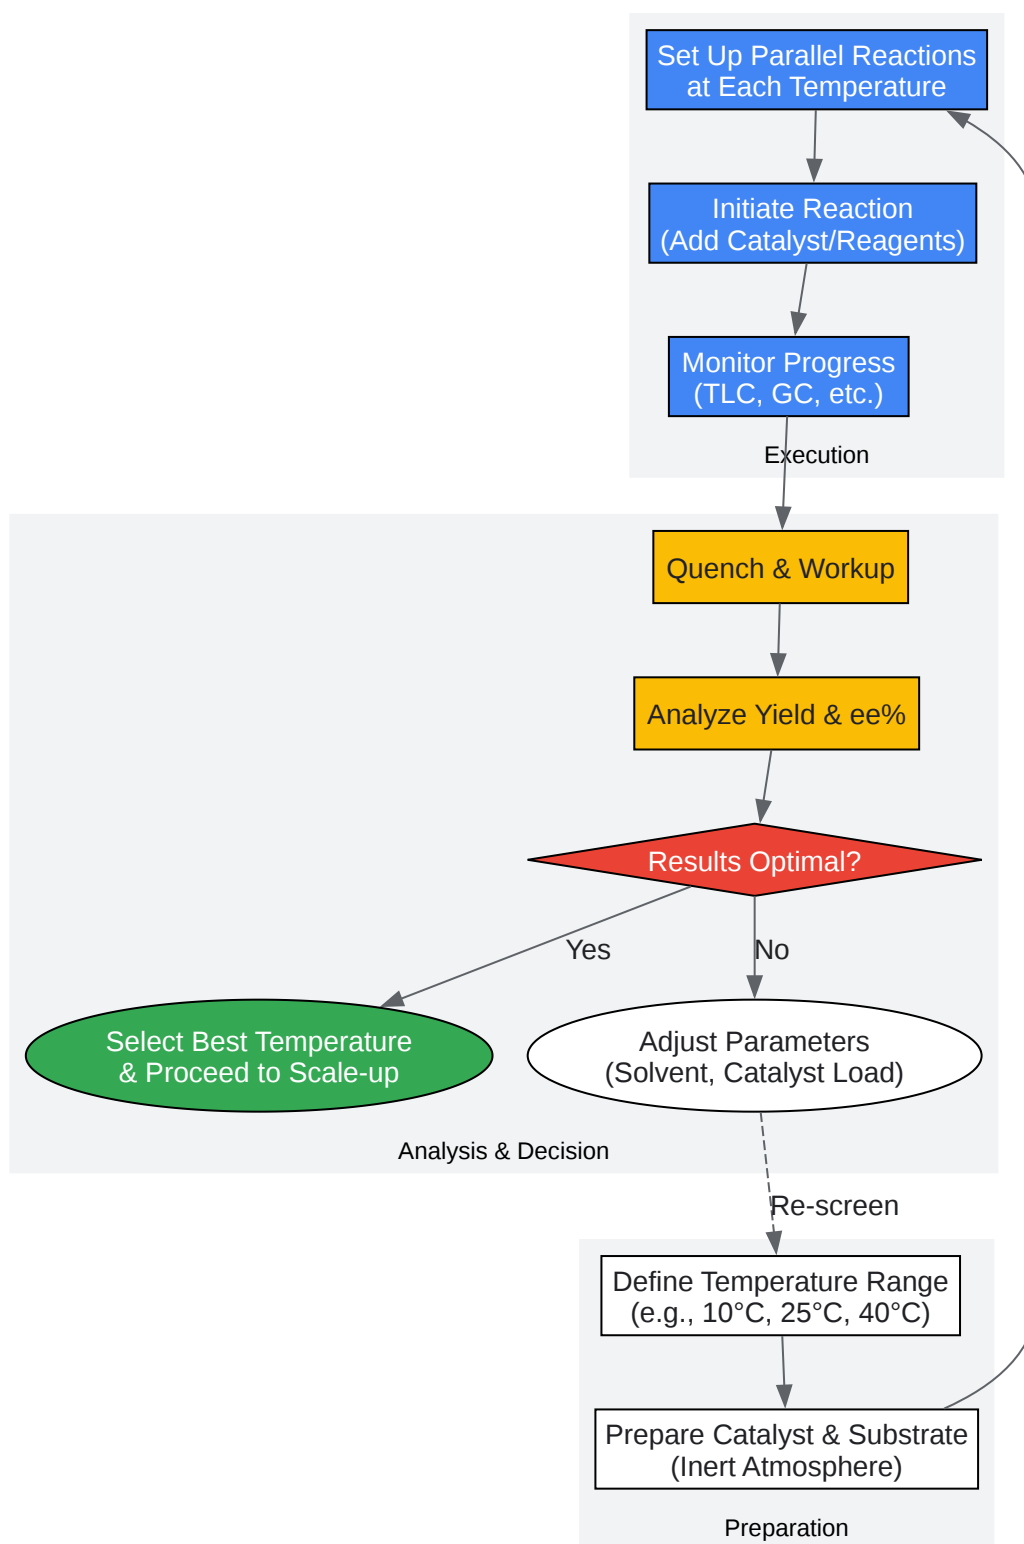 Set Up Parallel Reactions
at Each Temperature
Initiate Reaction
(Add Catalyst/Reagents)
Monitor Progress
(TLC, GC, etc.)
Execution
Quench & Workup
Analyze Yield & ee%
Results Optimal?
Yes
No
Select Best Temperature
& Proceed to Scale-up
Adjust Parameters
(Solvent, Catalyst Load)
Analysis & Decision
Re-screen
Define Temperature Range
(e.g., 10°C, 25°C, 40°C)
Prepare Catalyst & Substrate
(Inert Atmosphere)
Preparation